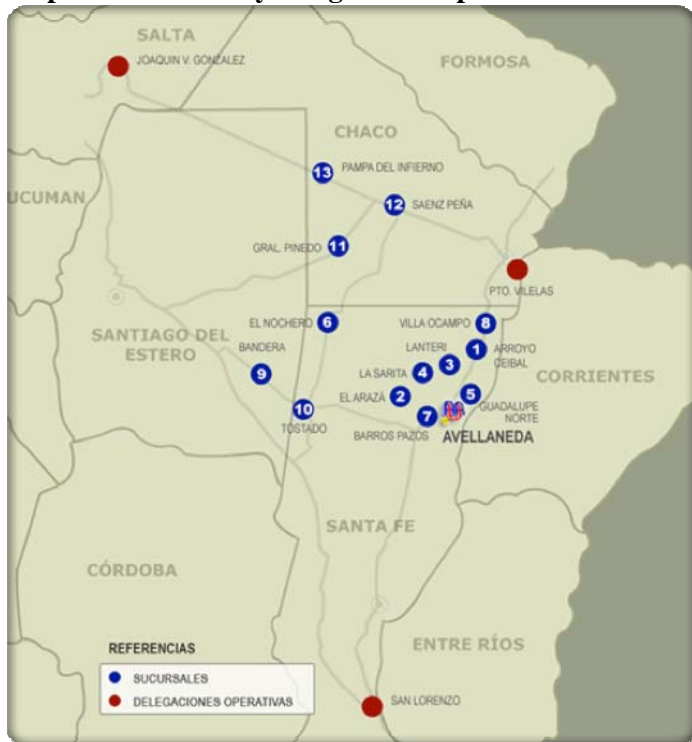 SALTA
JOAQUIN V. GONZALEZ
FORMOSA
CHACO
13 PAMPA DEL INFIERNO
UCUMAN
12 SAENZ PEÑA
GRAL. PINEDO 11
PTO. VILELAS
EL NOCHERO 6
VILLA OCAMPO 8
SANTIAGO DEL
ESTERO
BANDERA
9
LANTERI
3
1 ARROYO
CEIBAL
LA SARITA 4
CORRIENTES
EL ARAZÁ 2
5 GUADALUPE
NORTE
10
TOSTADO
7
BARROS PAZOS
AVELLANEDA
SANTA FE
CÓRDOBA
ENTRE RÍOS
REFERENCIAS
SUCURSALES
DELEGACIONES OPERATIVAS
SAN LORENZO